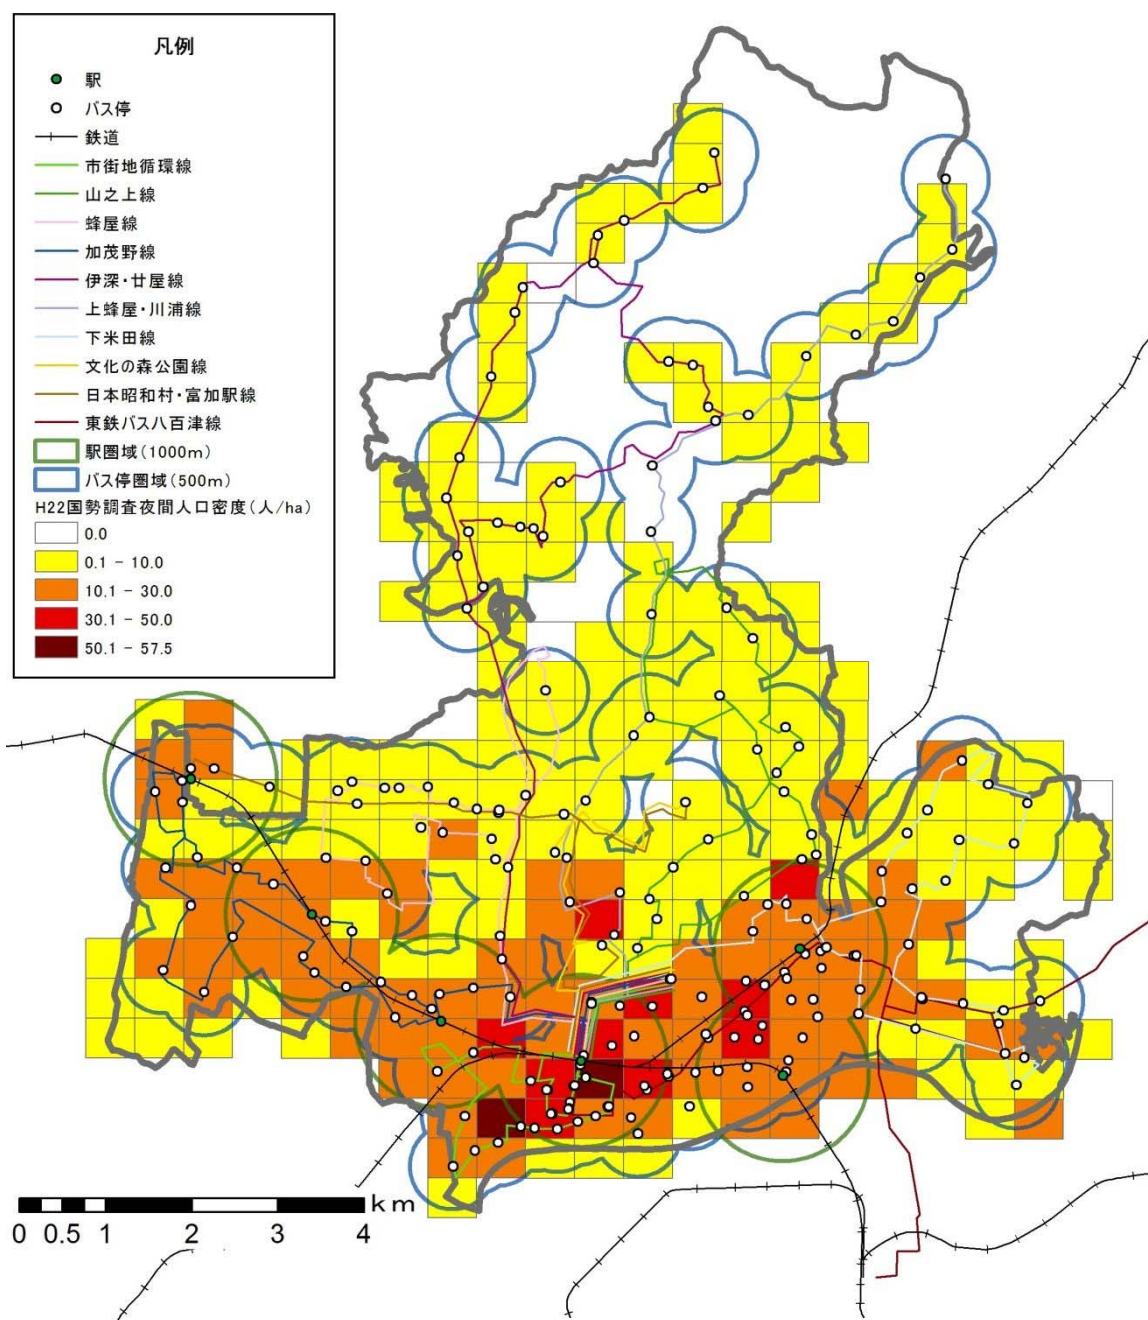 凡例
駅
バス停
鉄道
市街地循環線
山之上線
蜂屋線
加茂野線
伊深・廿屋線
上蜂屋・川浦線
下米田線
文化の森公園線
日本昭和村・富加駅線
東鉄バス八百津線
駅圏域(1000m)
バス停圏域(500m)
H22国勢調査夜間人口密度(人/ha)
0.0
0.1 - 10.0
10.1 - 30.0
30.1 - 50.0
50.1 - 57.5
km
0 0.5 1 2 3 4